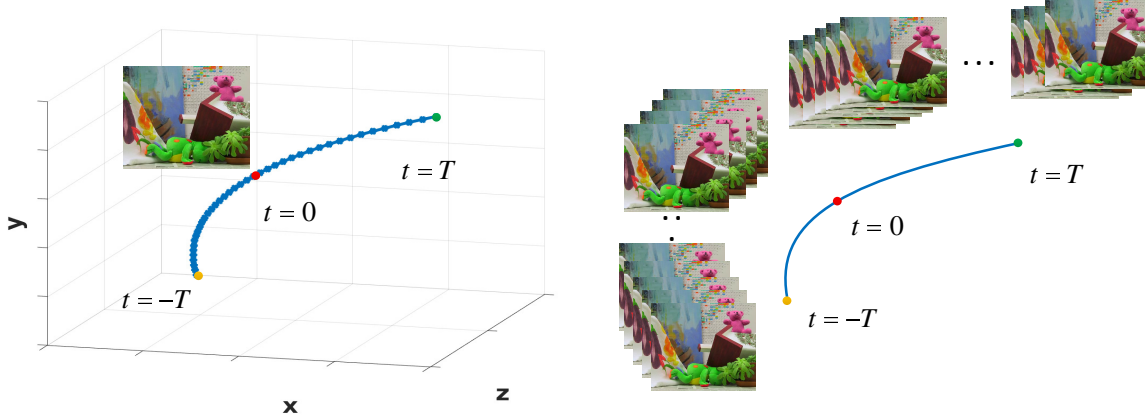 y
t = T
t = 0
t = −T
x
z
...
t = T
t = 0
t = −T